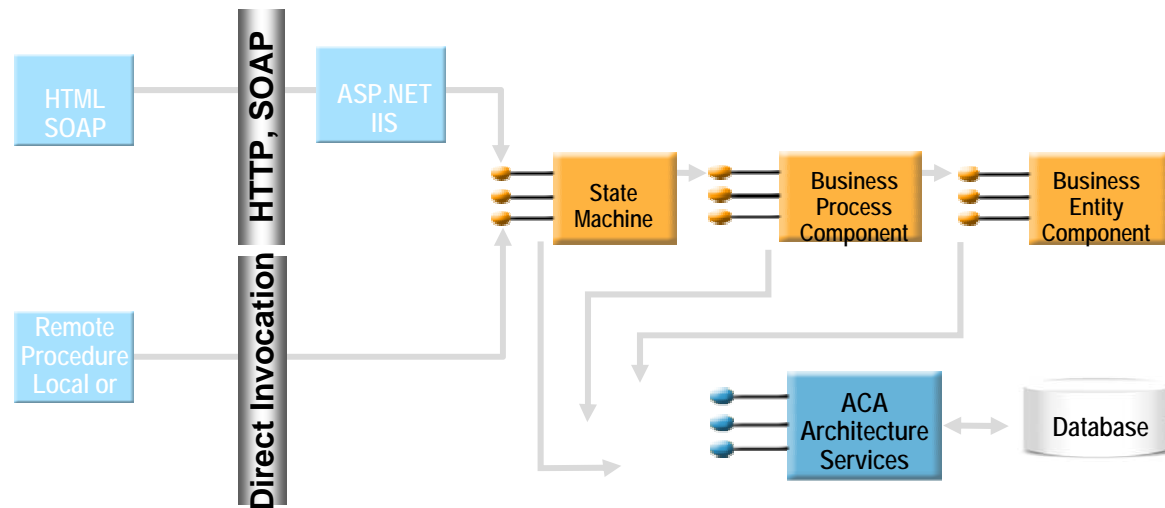 HTML
SOAP
HTTP, SOAP
ASP.NET
IIS
State
Machine
Business
Process
Component
Business
Entity
Component
Remote
Procedure
Local or
Direct Invocation
ACA
Architecture
Services
Database